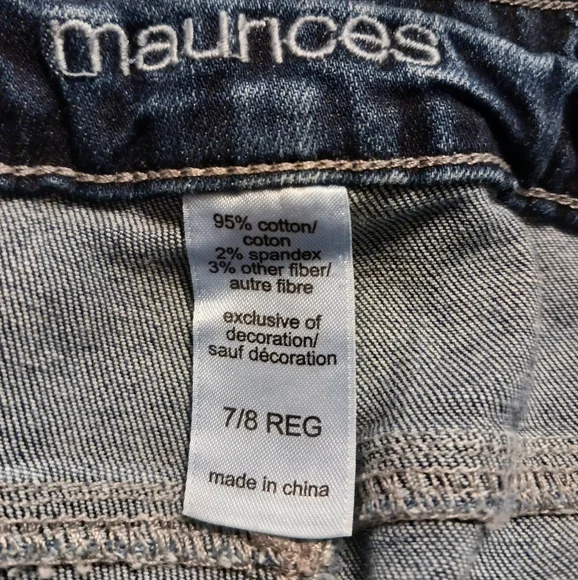 maurices
95% cotton/
coton
2% spandex
3% other fiber/
autre fibre
exclusive of
decoration/
sauf décoration
7/8 REG
made in china